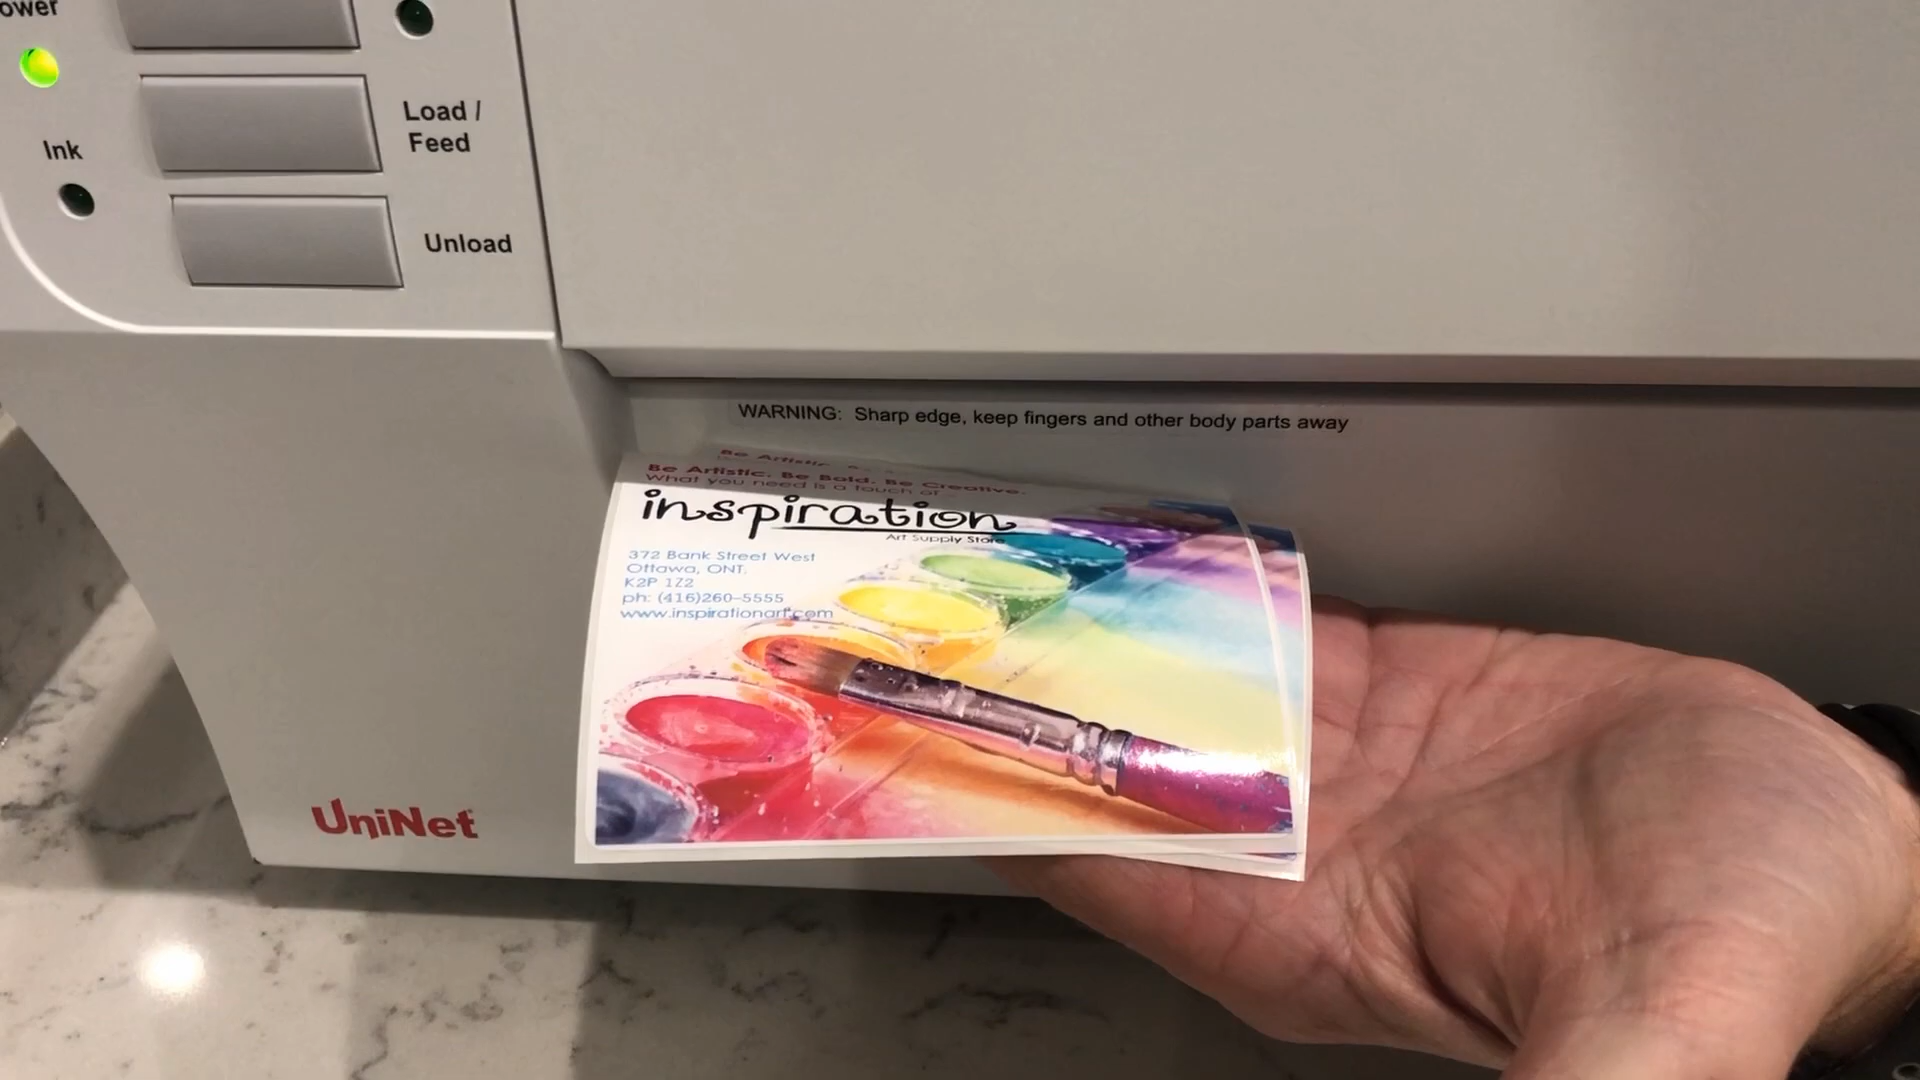 ower
Load /
Feed
Ink
Unload
WARNING: Sharp edge, keep fingers and other body parts away
Be Artistic.
Be Artistic. Be Bold. Be Creative.
What you need is a touch of...
inspiration
Art Supply Store
372 Bank Street West
Ottawa, ONT,
K2P 1Z2
ph: (416)260-5555
www.inspirationart.com
UniNet